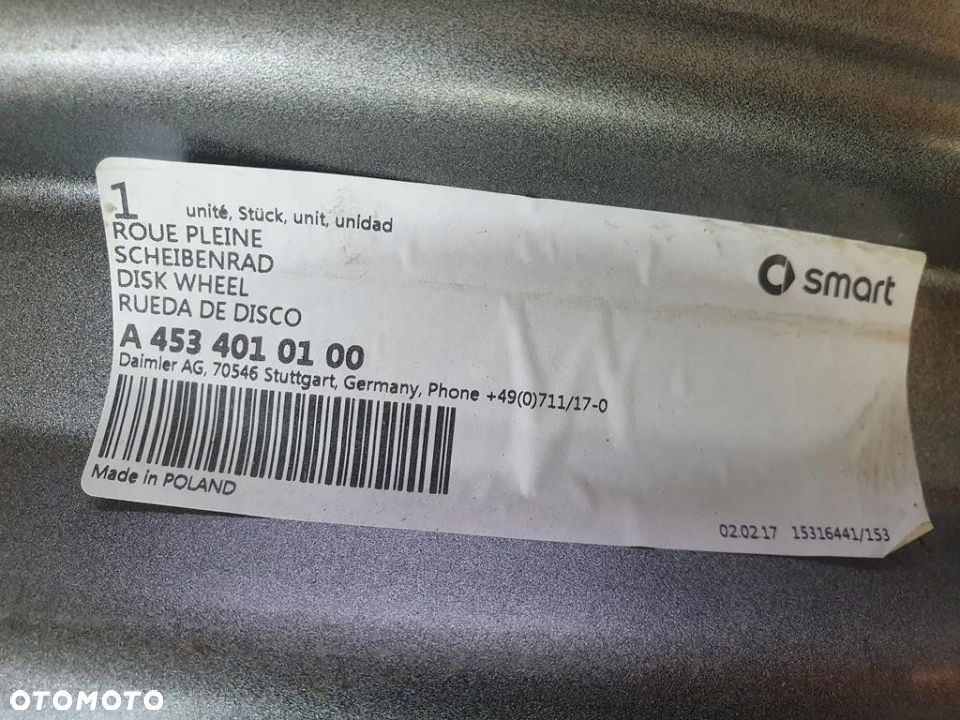 1 unité, Stück, unit, unidad
ROUE PLEINE
SCHEIBENRAD
DISK WHEEL
RUEDA DE DISCO
smart
A 453 401 01 00
Daimler AG, 70546 Stuttgart, Germany, Phone +49(0)711/17-0
Made in POLAND
02.02.17 15316441/153
OTOMOTO